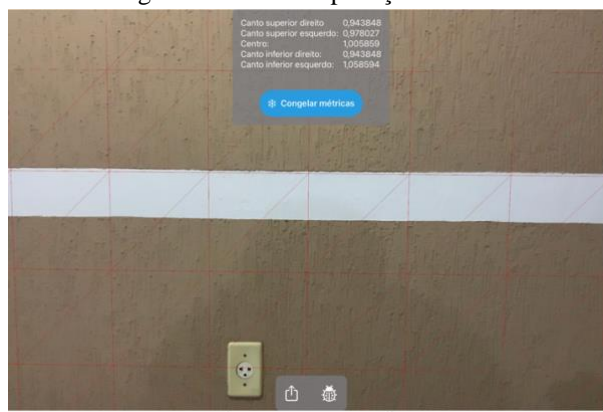 Canto superior direito 0,943848
Canto superior esquerdo: 0,978027
Centro: 1,005859
Canto inferior direito: 0,943848
Canto inferior esquerdo: 1,058594
Congelar métricas